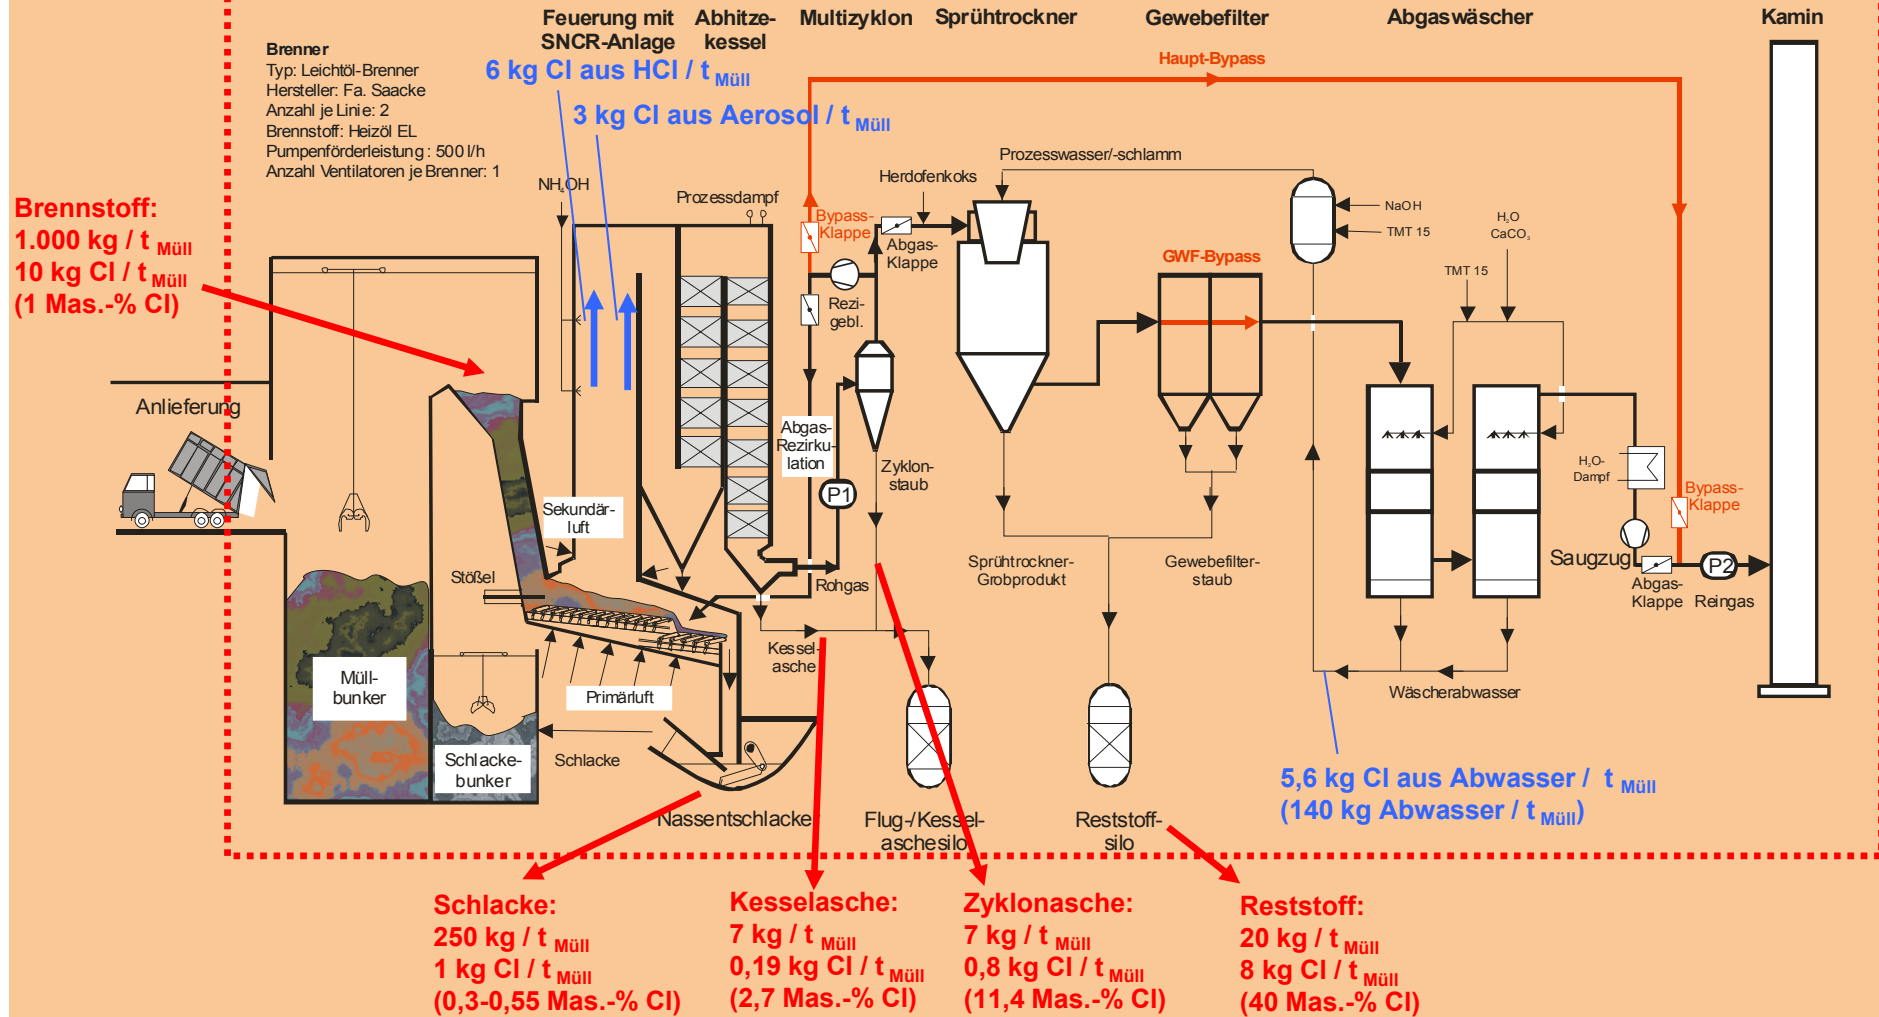 Feuerung mit
SNCR-Anlage
Abhitze-
kessel
Multizyklon
Sprühtrockner
Gewebefilter
Abgaswäscher
Kamin
Brenner
Typ: Leichtöl-Brenner
Hersteller: Fa. Saacke
Anzahl je Linie: 2
Brennstoff: Heizöl EL
Pumpenförderleistung : 500 l/h
Anzahl Ventilatoren je Brenner: 1
6 kg Cl aus HCl / t Müll
3 kg Cl aus Aerosol / t Müll
Haupt-Bypass
Prozesswasser/-schlamm
Herdofenkoks
NH4OH
Prozessdampf
Bypass-
Klappe
Abgas-
Klappe
NaOH
TMT 15
H2O
CaCO3
TMT 15
GWF-Bypass
Brennstoff:
1.000 kg / t Müll
10 kg Cl / t Müll
(1 Mas.-% Cl)
Rezi-
gebl.
Anlieferung
Abgas-
Rezirku-
lation
Zyklon-
staub
P1
H2O-
Dampf
Bypass-
Klappe
Sekundär-
luft
Stößel
Rohgas
Sprühtrockner-
Grobprodukt
Gewebefilter-
staub
Saugzug
P2
Abgas-
Klappe
Reingas
Kessel-
asche
Müll-
bunker
Primärluft
Wäscherabwasser
Schlacke-
bunker
Schlacke
5,6 kg Cl aus Abwasser / t Müll
(140 kg Abwasser / t Müll)
Nassentschlacker
Flug-/Kessel-
aschesilo
Reststoff-
silo
Schlacke:
250 kg / t Müll
1 kg Cl / t Müll
(0,3-0,55 Mas.-% Cl)
Kesselasche:
7 kg / t Müll
0,19 kg Cl / t Müll
(2,7 Mas.-% Cl)
Zyklonasche:
7 kg / t Müll
0,8 kg Cl / t Müll
(11,4 Mas.-% Cl)
Reststoff:
20 kg / t Müll
8 kg Cl / t Müll
(40 Mas.-% Cl)